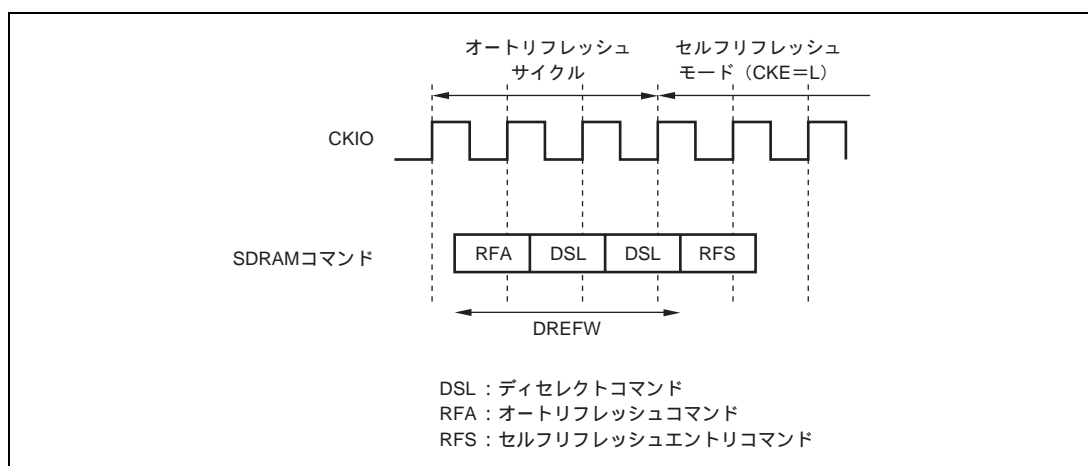 オートリフレッシュ
サイクル
セルフリフレッシュ
モード（CKE＝L）
CKIO
SDRAMコマンド
RFA DSL DSL RFS
DREFW
DSL：ディセレクトコマンド
RFA：オートリフレッシュコマンド
RFS：セルフリフレッシュエントリコマンド